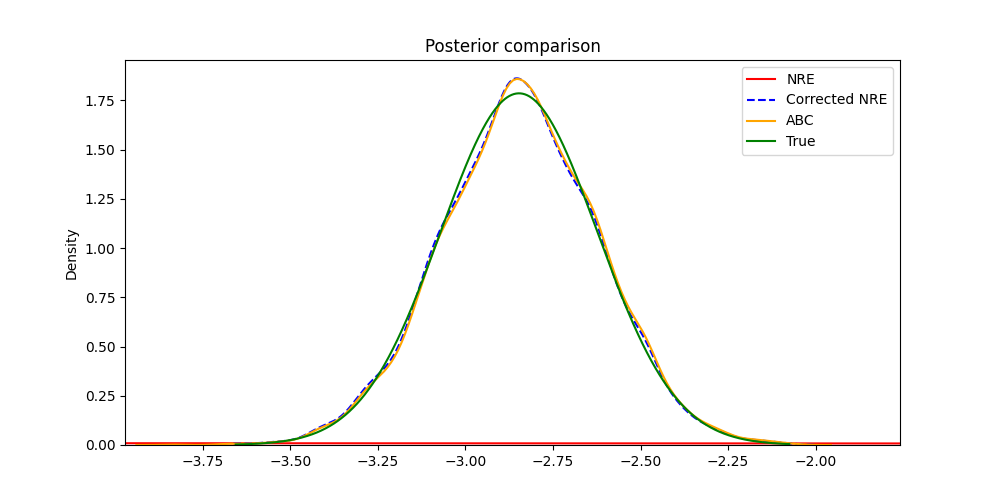 Posterior comparison
NRE
Corrected NRE
ABC
True
Density
1.75
1.50
1.25
1.00
0.75
0.50
0.25
0.00
−3.75
−3.50
−3.25
−3.00
−2.75
−2.50
−2.25
−2.00